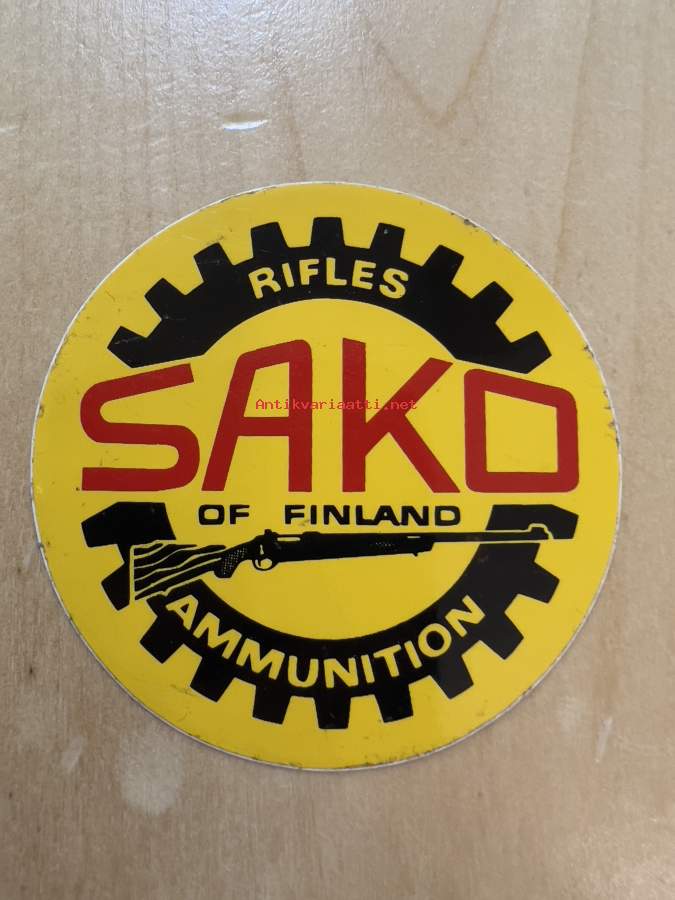 RIFLES
SAKO
Antikvariaatti.net
OF FINLAND
AMMUNITION